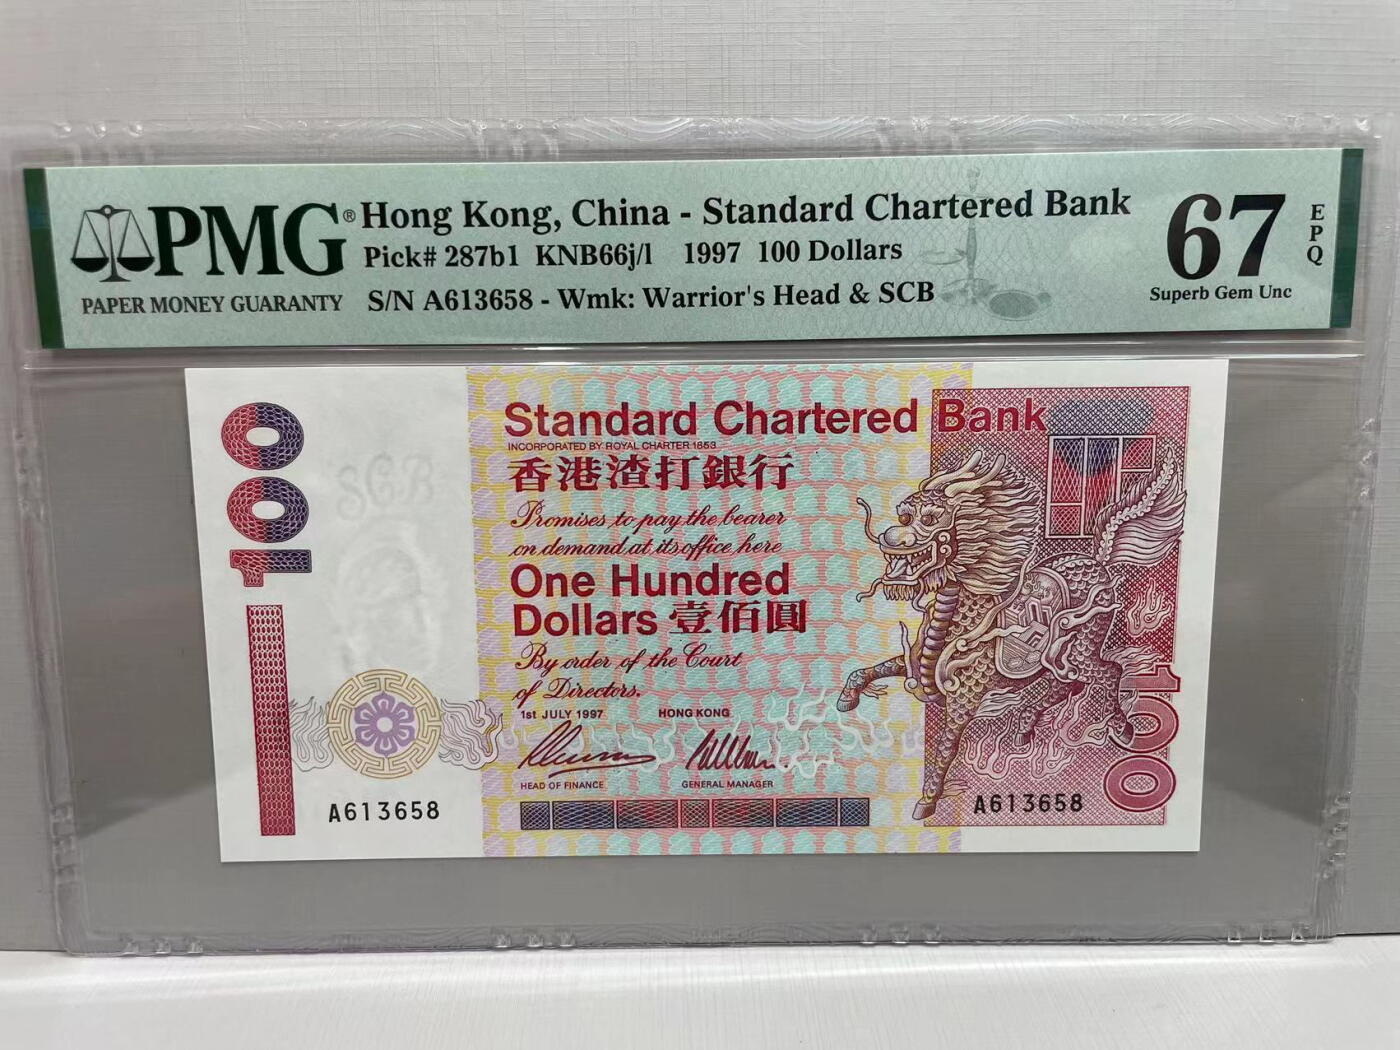 PMG®
PAPER MONEY GUARANTY
Hong Kong, China - Standard Chartered Bank
Pick# 287b1 KNB66j/l 1997 100 Dollars
S/N A613658 - Wmk: Warrior's Head & SCB
67
EPQ
Superb Gem Unc
100
SCB
Standard Chartered Bank
INCORPORATED BY ROYAL CHARTER 1853
香港渣打銀行
Promises to pay the bearer
on demand at its office here
One Hundred
Dollars 壹佰圓
By order of the Court
of Directors.
1st JULY 1997 HONG KONG
HEAD OF FINANCE GENERAL MANAGER
A613658
A613658
100